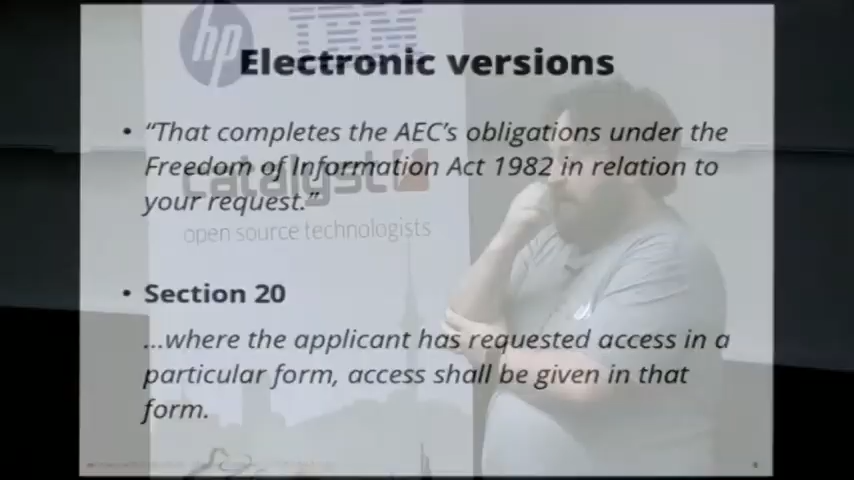 hp
IBM
Electronic versions
• “That completes the AEC’s obligations under the
Freedom of Information Act 1982 in relation to
your request.”
catalyst
open source technologists
• Section 20
...where the applicant has requested access in a
particular form, access shall be given in that
form.